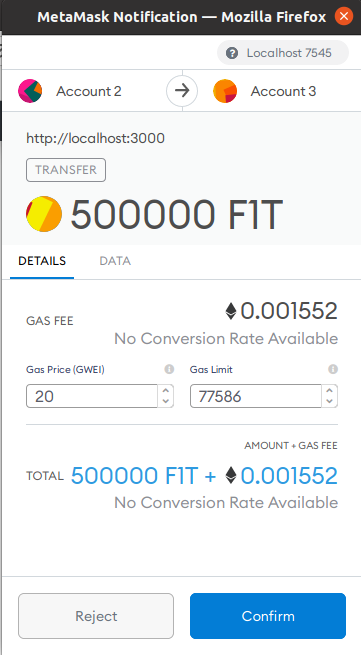 MetaMask Notification — Mozilla Firefox
Localhost 7545
Account 2
Account 3
http://localhost:3000
TRANSFER
500000 F1T
DETAILS
DATA
GAS FEE
0.001552
No Conversion Rate Available
Gas Price (GWEI)
Gas Limit
20
77586
AMOUNT + GAS FEE
TOTAL 500000 F1T + 0.001552
No Conversion Rate Available
Reject
Confirm